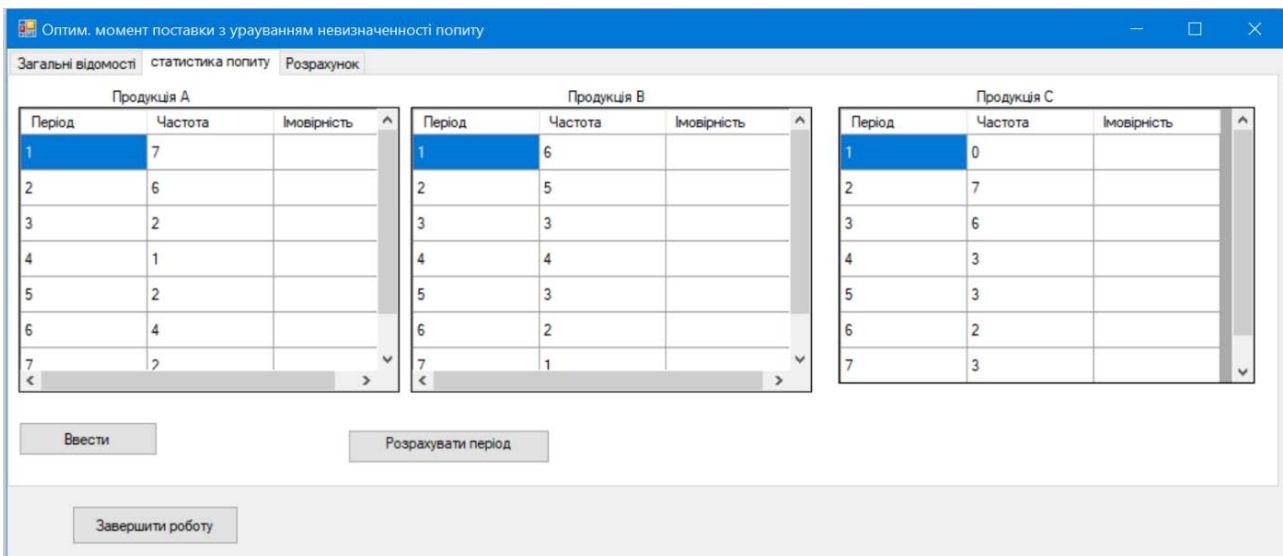 Оптим. момент поставки з урауванням невизначенності попиту
Загальні відомості статистика попиту Розрахунок
Продукція А Продукція В Продукція С
Період Частота Імовірність Період Частота Імовірність Період Частота Імовірність
1 7 1 6 1 0
2 6 2 5 2 7
3 2 3 3 3 6
4 1 4 4 4 3
5 2 5 3 5 3
6 4 6 2 6 2
7 2 7 1 7 3
Ввести Розрахувати період
Завершити роботу